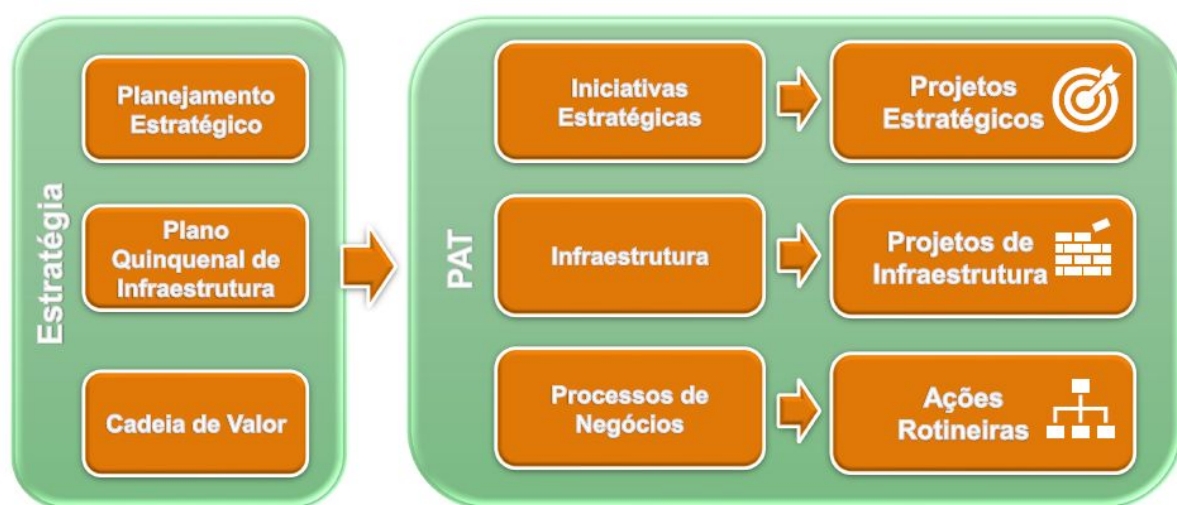 Estratégia
Planejamento
Estratégico
Plano
Quinquenal de
Infraestrutura
Cadeia de Valor
PAT
Iniciativas
Estratégicas
Projetos
Estratégicos
Infraestrutura
Projetos de
Infraestrutura
Processos de
Negócios
Ações
Rotineiras